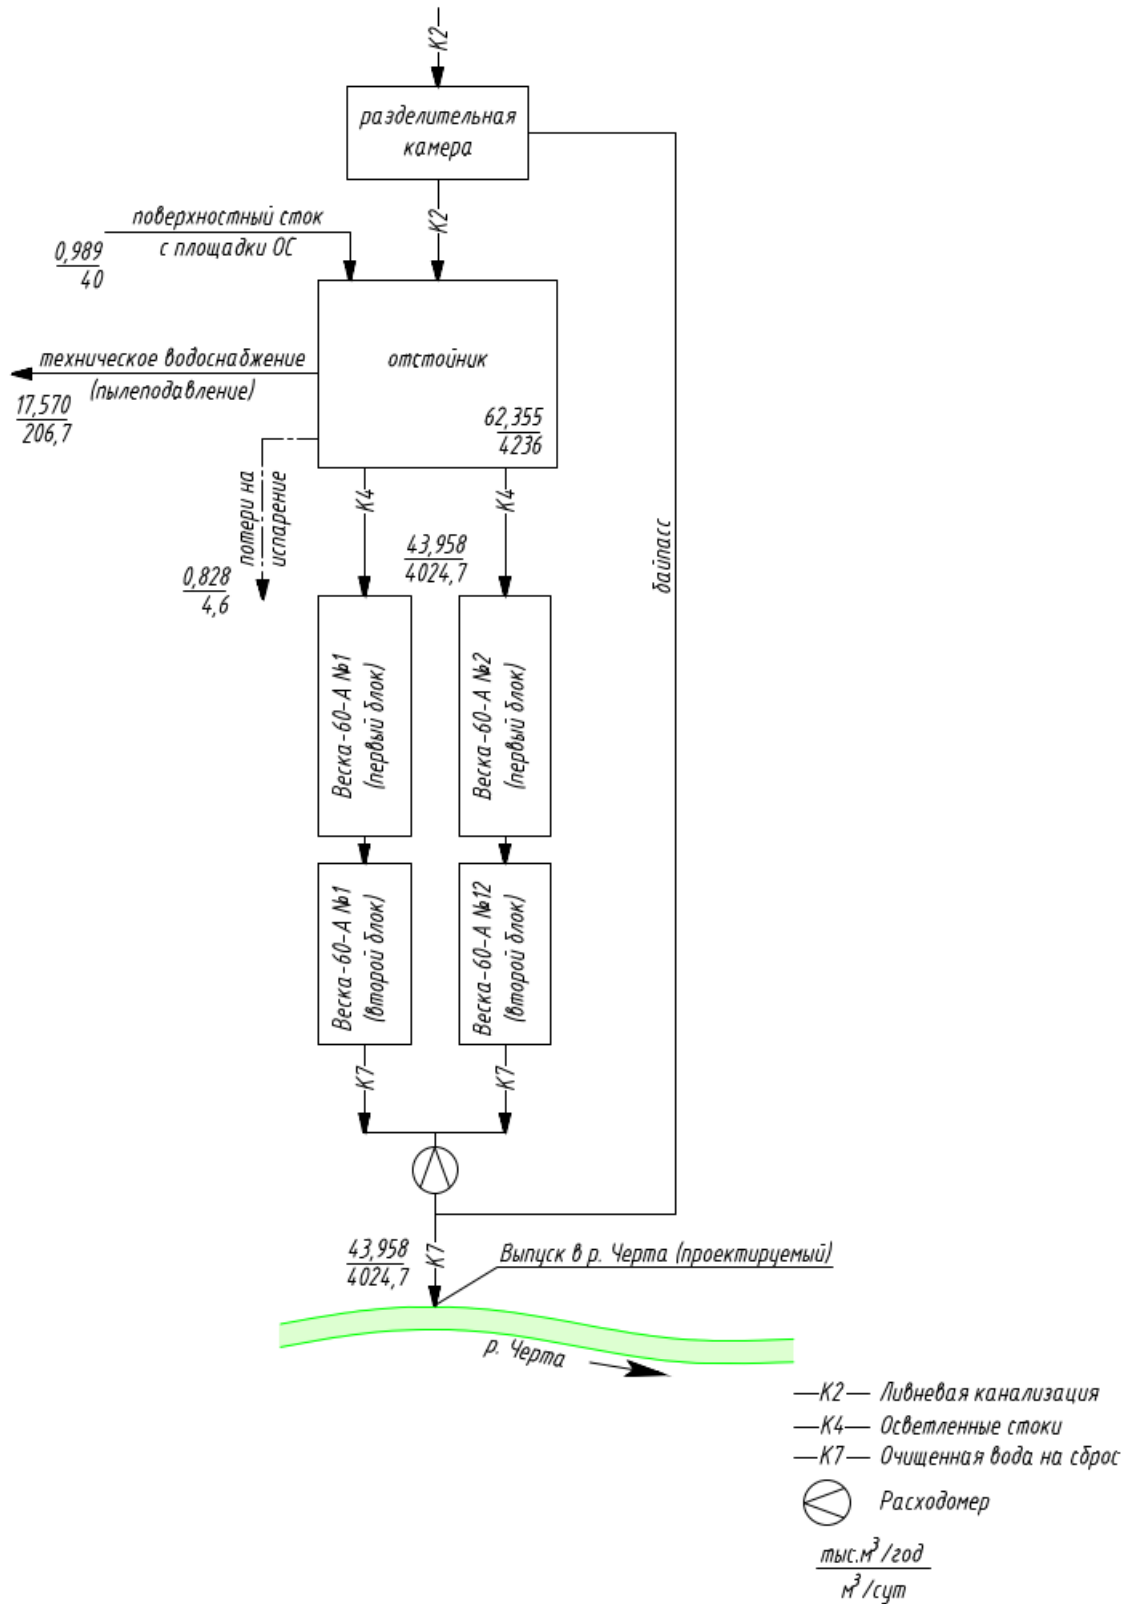 К2
разделительная
камера
К2
поверхностный сток
с площадки ОС
0,989
40
техническое водоснабжение
(пылеподавление)
17,570
206,7
отстойник
62,355
4236
потери на
испарение
0,828
4,6
К4
К4
43,958
4024,7
байпасс
Веска-60-А №1
(первый блок)
Веска-60-А №2
(первый блок)
Веска-60-А №1
(второй блок)
Веска-60-А №12
(второй блок)
К7
К7
43,958
4024,7
К7
Выпуск в р. Черта (проектируемый)
р. Черта
К2 Ливневая канализация
К4 Осветленные стоки
К7 Очищенная вода на сброс
Расходомер
тыс.м³/год
м³/сут